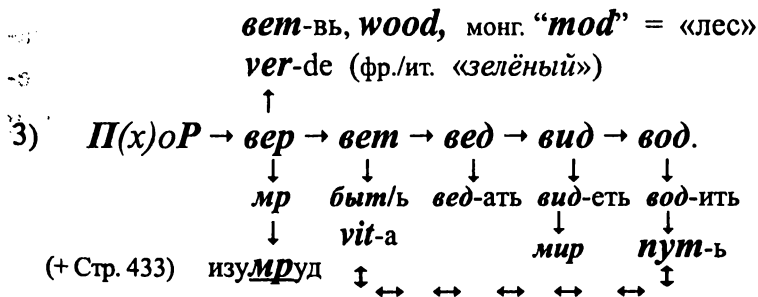 вет-вь, wood, монг. “mod” = «лес»
ver-de (фр./ит. «зелёный»)
↑
3) П(х)оР → вер → вет → вед → вид → вод.
↓ ↓ ↓ ↓ ↓
мр быт/ь вед-ать вид-еть вод-ить
↓ vit-а ↓ ↓
мир пут-ь
(+ Стр. 433) изумруд ↕ ↕
↔ ↔ ↔ ↔ ↔